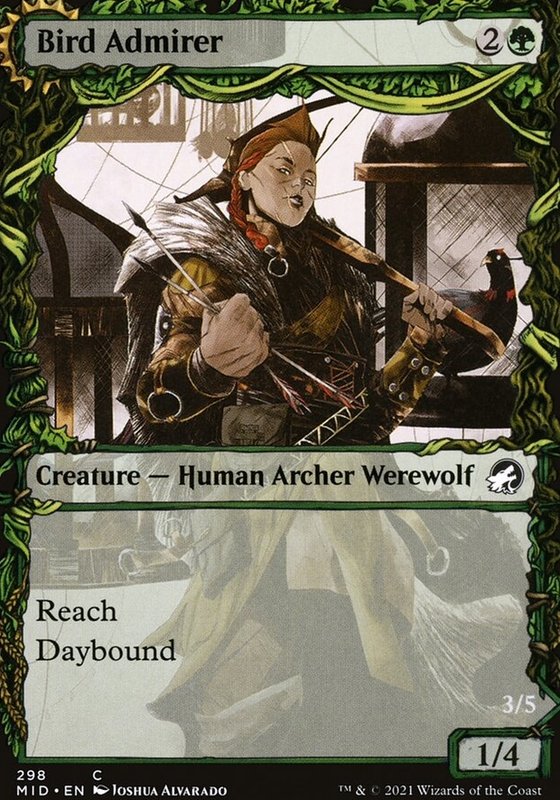 Bird Admirer 2
Creature — Human Archer Werewolf
Reach
Daybound
3/5
1/4
298 C
MID • EN Joshua Alvarado ™ & © 2021 Wizards of the Coast